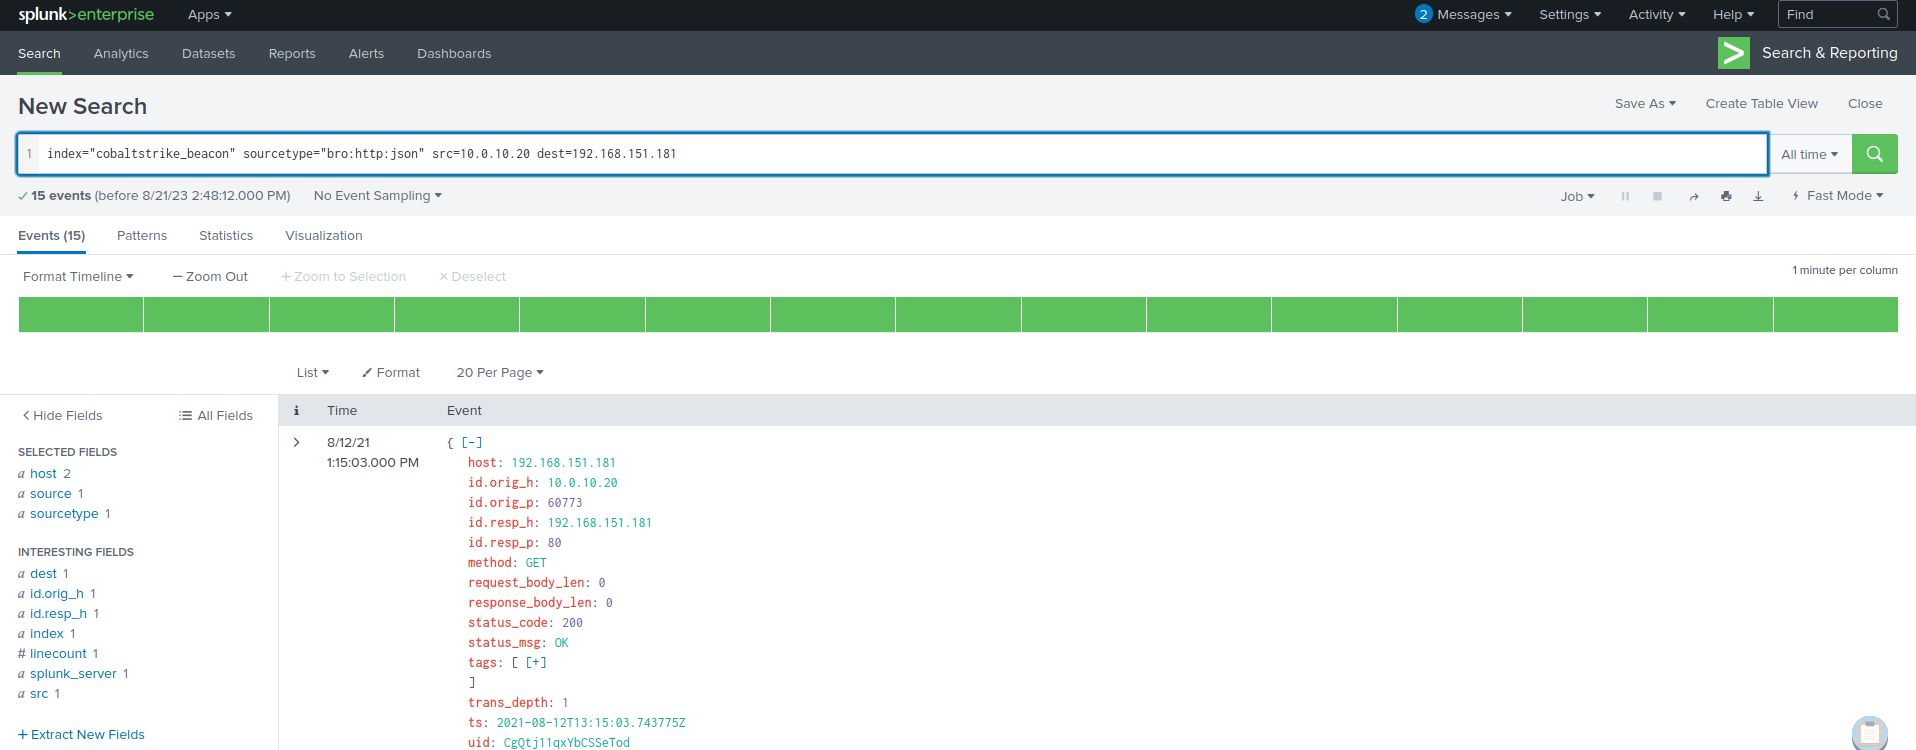 splunk>enterprise Apps 2 Messages Settings Activity Help Find
Search Analytics Datasets Reports Alerts Dashboards > Search & Reporting
New Search Save As Create Table View Close
1 index="cobaltstrike_beacon" sourcetype="bro:http:json" src=10.0.10.20 dest=192.168.151.181 All time
15 events (before 8/21/23 2:48:12.000 PM) No Event Sampling Job Fast Mode
Events (15) Patterns Statistics Visualization
Format Timeline − Zoom Out + Zoom to Selection × Deselect 1 minute per column
List Format 20 Per Page
< Hide Fields All Fields i Time Event
SELECTED FIELDS
a host 2
a source 1
a sourcetype 1
INTERESTING FIELDS
a dest 1
a id.orig_h 1
a id.resp_h 1
a index 1
# linecount 1
a splunk_server 1
a src 1
+ Extract New Fields
> 8/12/21
1:15:03.000 PM
{ [-]
host: 192.168.151.181
id.orig_h: 10.0.10.20
id.orig_p: 60773
id.resp_h: 192.168.151.181
id.resp_p: 80
method: GET
request_body_len: 0
response_body_len: 0
status_code: 200
status_msg: OK
tags: [ [+]
]
trans_depth: 1
ts: 2021-08-12T13:15:03.743775Z
uid: CgQtj11qxYbCSSeTod